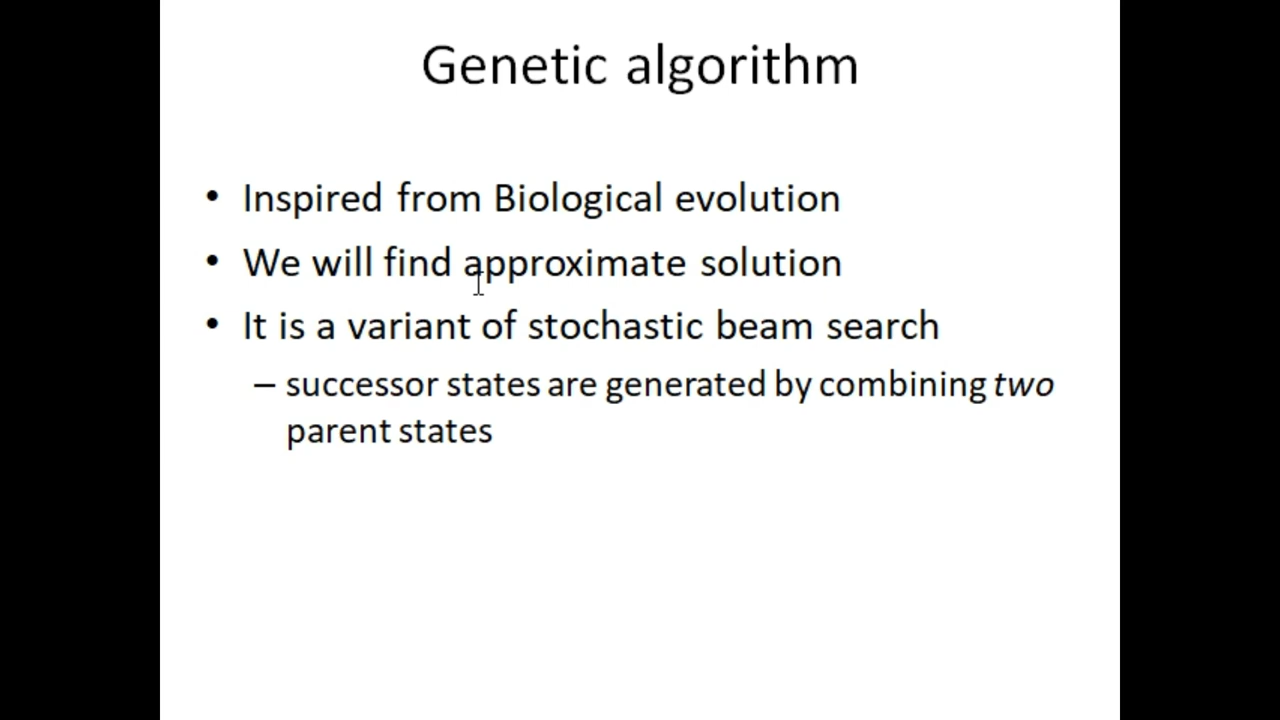 Genetic algorithm
• Inspired from Biological evolution
• We will find approximate solution
• It is a variant of stochastic beam search
– successor states are generated by combining two
parent states